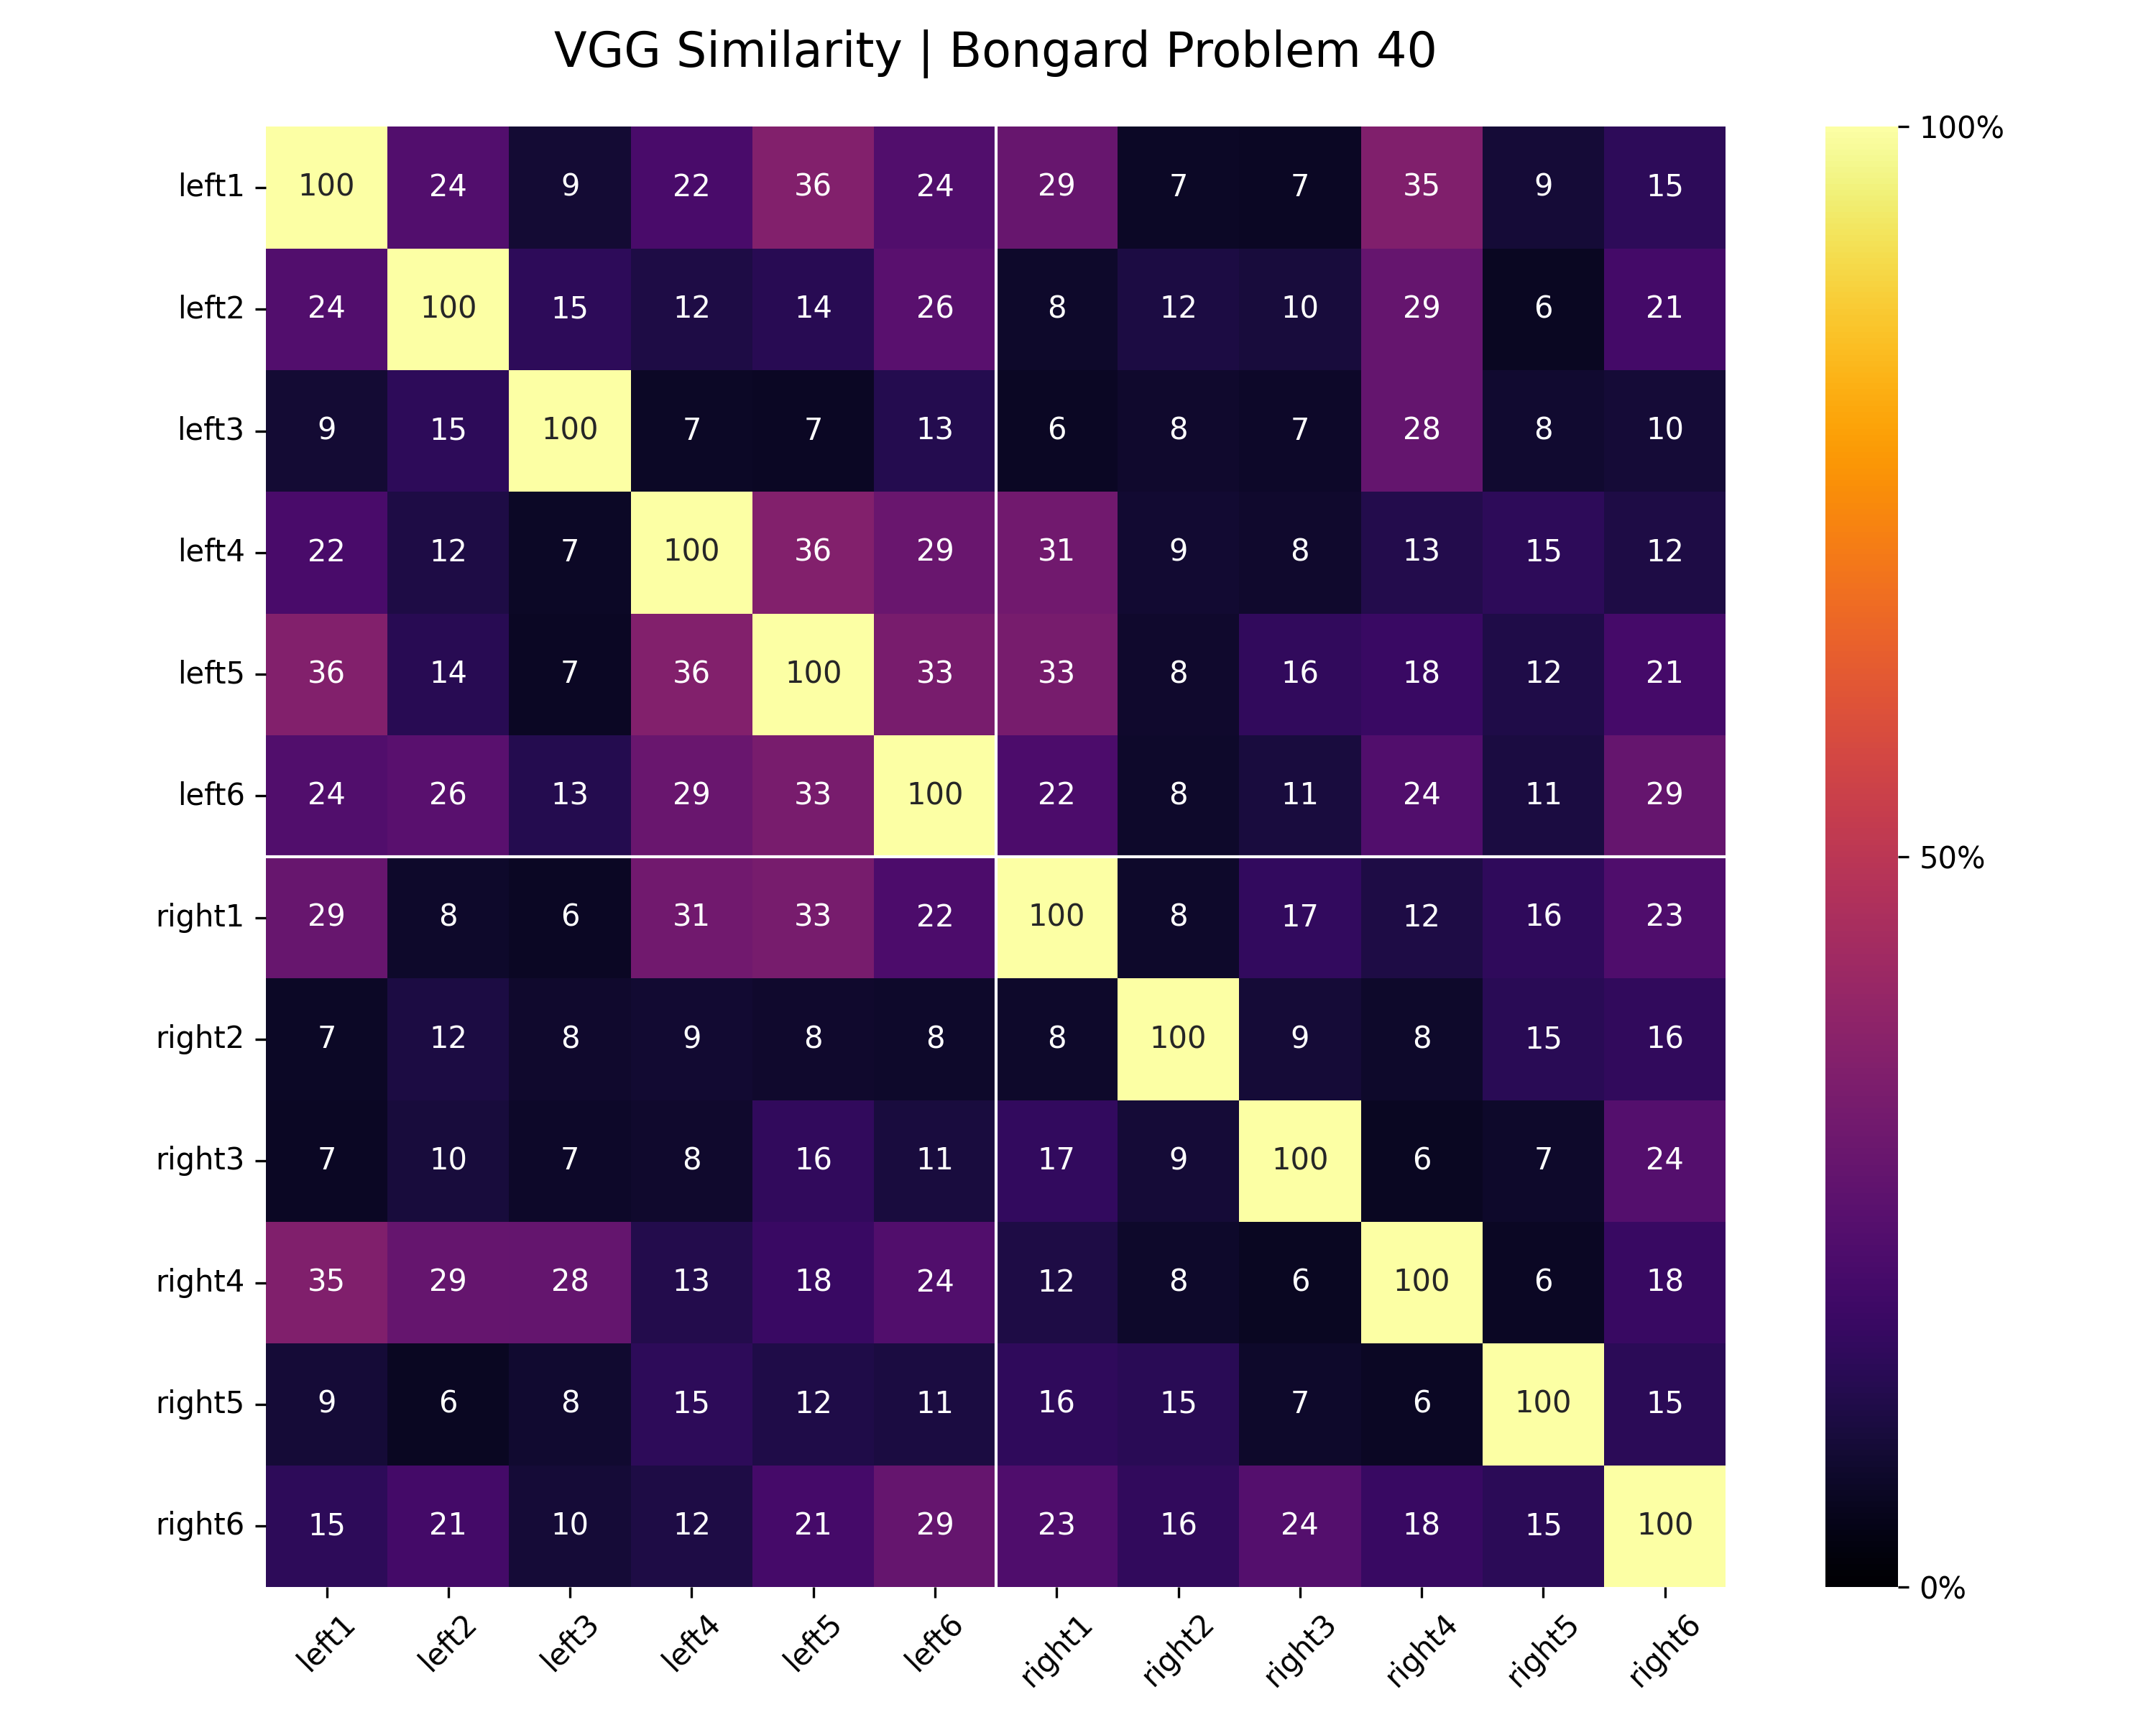 VGG Similarity | Bongard Problem 40
left1 100 24 9 22 36 24 29 7 7 35 9 15
left2 24 100 15 12 14 26 8 12 10 29 6 21
left3 9 15 100 7 7 13 6 8 7 28 8 10
left4 22 12 7 100 36 29 31 9 8 13 15 12
left5 36 14 7 36 100 33 33 8 16 18 12 21
left6 24 26 13 29 33 100 22 8 11 24 11 29
right1 29 8 6 31 33 22 100 8 17 12 16 23
right2 7 12 8 9 8 8 8 100 9 8 15 16
right3 7 10 7 8 16 11 17 9 100 6 7 24
right4 35 29 28 13 18 24 12 8 6 100 6 18
right5 9 6 8 15 12 11 16 15 7 6 100 15
right6 15 21 10 12 21 29 23 16 24 18 15 100
left1 left2 left3 left4 left5 left6 right1 right2 right3 right4 right5 right6
100%
50%
0%